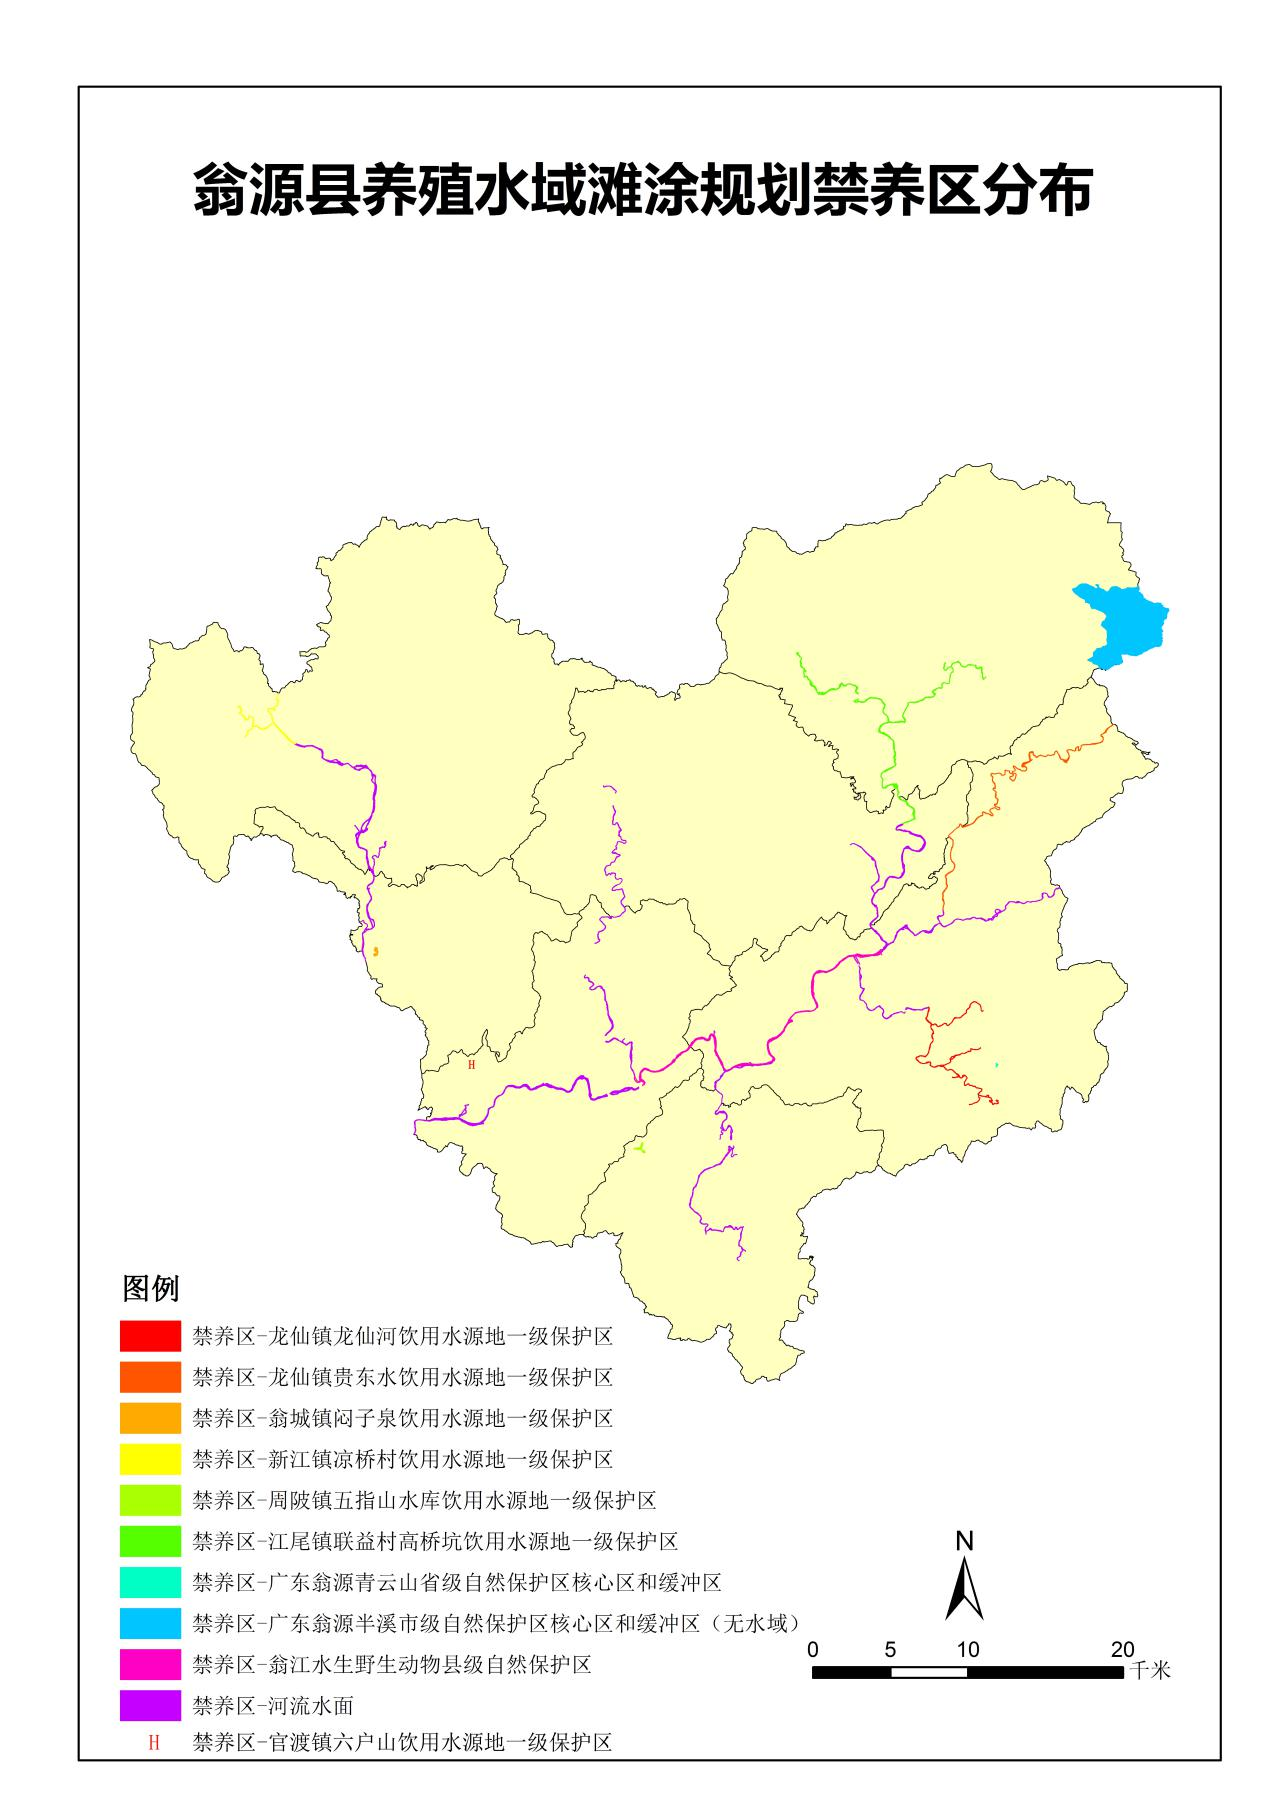 翁源县养殖水域滩涂规划禁养区分布
H
图例
禁养区-龙仙镇龙仙河饮用水源地一级保护区
禁养区-龙仙镇贵东水饮用水源地一级保护区
禁养区-翁城镇闷子泉饮用水源地一级保护区
禁养区-新江镇凉桥村饮用水源地一级保护区
禁养区-周陂镇五指山水库饮用水源地一级保护区
禁养区-江尾镇联益村高桥坑饮用水源地一级保护区
禁养区-广东翁源青云山省级自然保护区核心区和缓冲区
禁养区-广东翁源半溪市级自然保护区核心区和缓冲区（无水域）
禁养区-翁江水生野生动物县级自然保护区
禁养区-河流水面
H 禁养区-官渡镇六户山饮用水源地一级保护区
N
0 5 10 20
千米